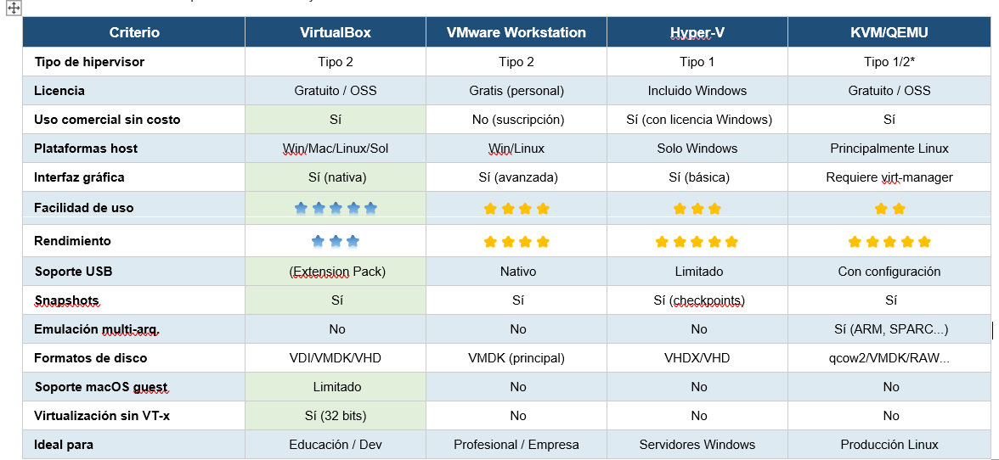 Criterio VirtualBox VMware Workstation Hyper-V KVM/QEMU
Tipo de hipervisor Tipo 2 Tipo 2 Tipo 1 Tipo 1/2*
Licencia Gratuito / OSS Gratis (personal) Incluido Windows Gratuito / OSS
Uso comercial sin costo Sí No (suscripción) Sí (con licencia Windows) Sí
Plataformas host Win/Mac/Linux/Sol Win/Linux Solo Windows Principalmente Linux
Interfaz gráfica Sí (nativa) Sí (avanzada) Sí (básica) Requiere virt-manager
Facilidad de uso
Rendimiento
Soporte USB (Extension Pack) Nativo Limitado Con configuración
Snapshots Sí Sí Sí (checkpoints) Sí
Emulación multi-arq. No No No Sí (ARM, SPARC...)
Formatos de disco VDI/VMDK/VHD VMDK (principal) VHDX/VHD qcow2/VMDK/RAW...
Soporte macOS guest Limitado No No No
Virtualización sin VT-x Sí (32 bits) No No No
Ideal para Educación / Dev Profesional / Empresa Servidores Windows Producción Linux